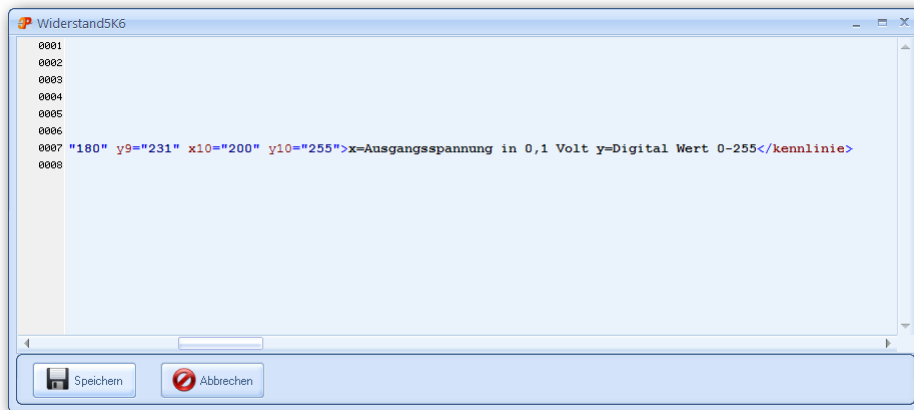 Widerstand5K6
0001
0002
0003
0004
0005
0006
0007 "180" y9="231" x10="200" y10="255">x=Ausgangsspannung in 0,1 Volt y=Digital Wert 0-255</kennlinie>
0008
Speichern Abbrechen